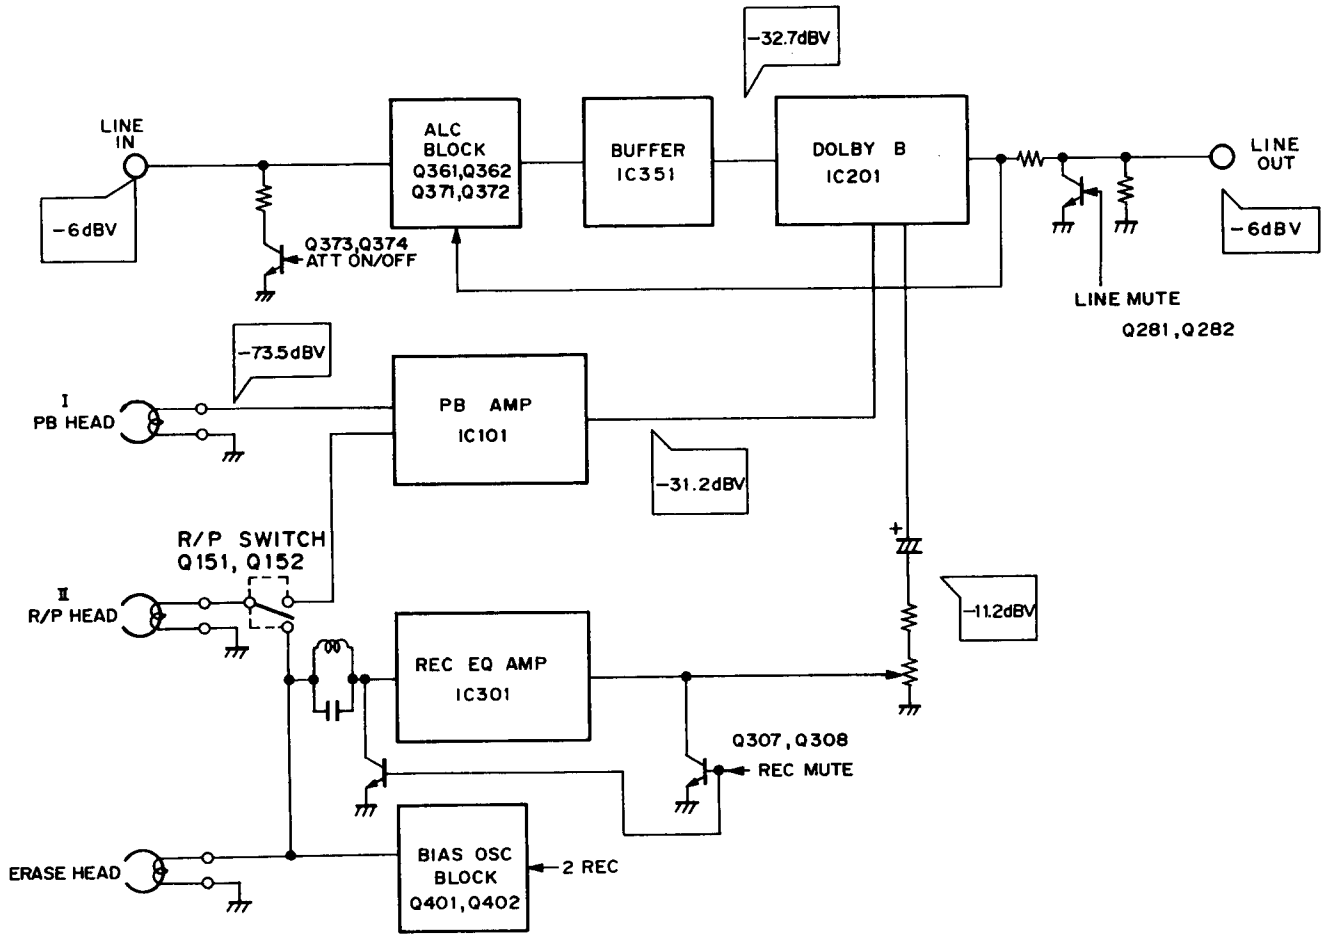 -32.7dBV
LINE
IN
ALC
BLOCK
Q361,Q362
Q371,Q372
BUFFER
IC351
DOLBY B
IC201
LINE
OUT
-6dBV
-6dBV
Q373,Q374
ATT ON/OFF
LINE MUTE
Q281,Q282
-73.5dBV
I
PB HEAD
PB AMP
IC101
-31.2dBV
R/P SWITCH
Q151, Q152
+
II
R/P HEAD
-11.2dBV
REC EQ AMP
IC301
Q307,Q308
REC MUTE
ERASE HEAD
BIAS OSC
BLOCK
Q401,Q402
2 REC